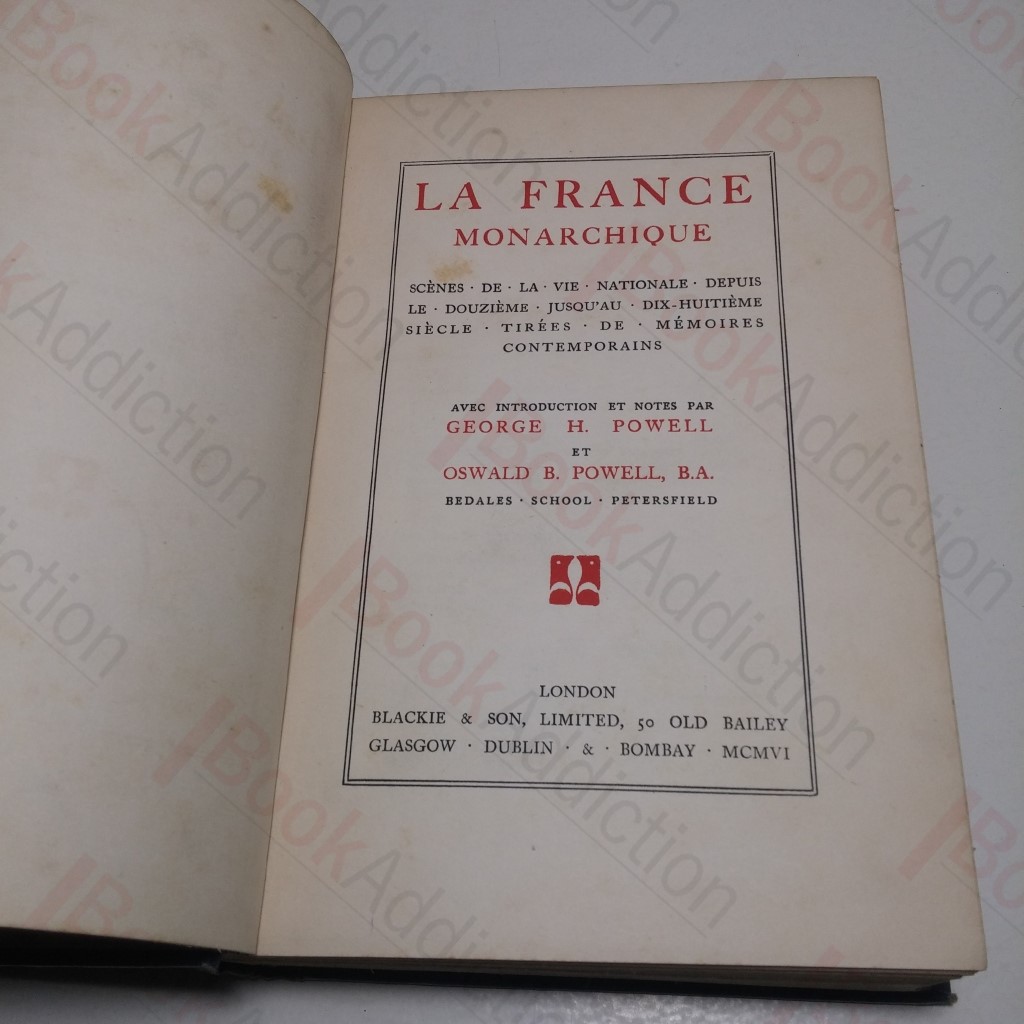 LA FRANCE
MONARCHIQUE
SCÈNES · DE · LA · VIE · NATIONALE · DEPUIS
LE · DOUZIÈME · JUSQU'AU · DIX-HUITIÈME
SIÈCLE · TIRÉES · DE · MÉMOIRES
CONTEMPORAINS
AVEC INTRODUCTION ET NOTES PAR
GEORGE H. POWELL
ET
OSWALD B. POWELL, B.A.
BEDALES · SCHOOL · PETERSFIELD
LONDON
BLACKIE & SON, LIMITED, 50 OLD BAILEY
GLASGOW · DUBLIN · & · BOMBAY · MCMVI
BookAddiction